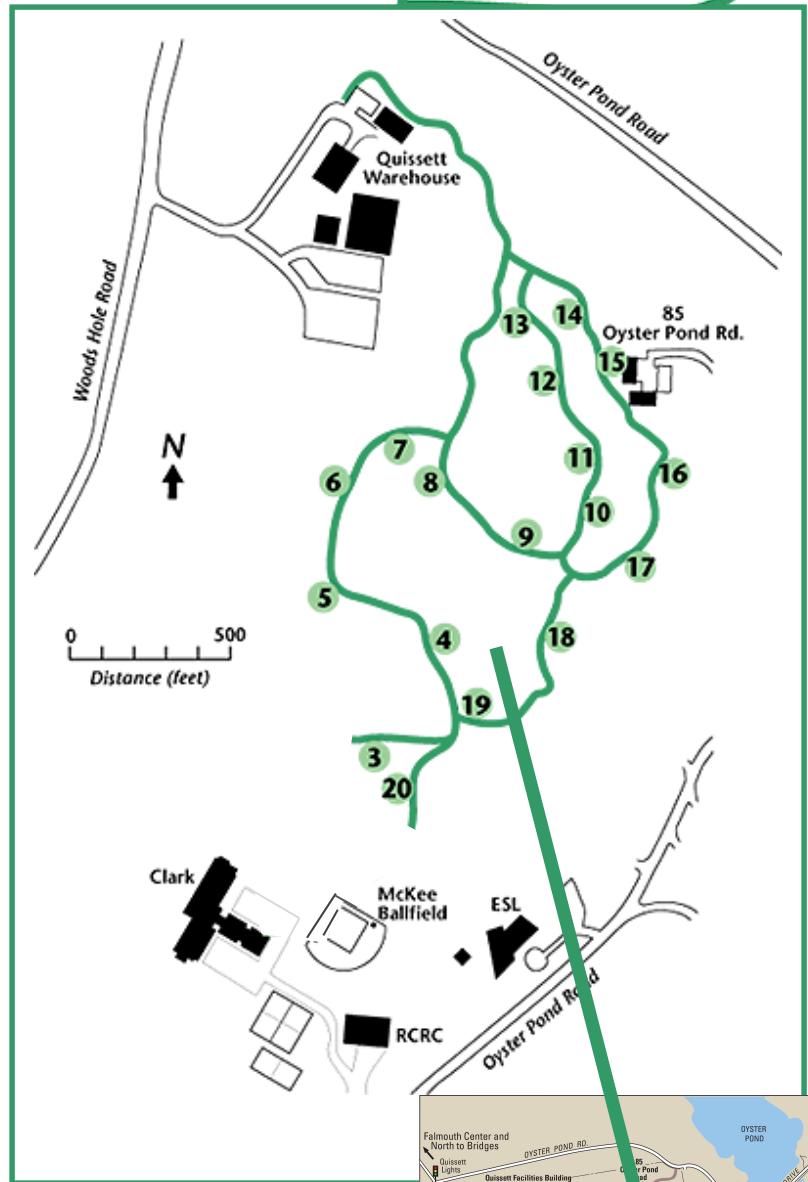 Oyster Pond Road
Quissett
Warehouse
Woods Hole Road
14
13
85
Oyster Pond Rd.
15
12
7
11
6
8
16
10
9
17
5
N
0 500
Distance (feet)
4
18
19
3
20
Clark
McKee
Ballfield
ESL
RCRC
Oyster Pond Road
OYSTER
POND
Falmouth Center and
North to Bridges
OYSTER POND RD.
Quissett
Lights
85
Quissett Facilities Building
DRIVE